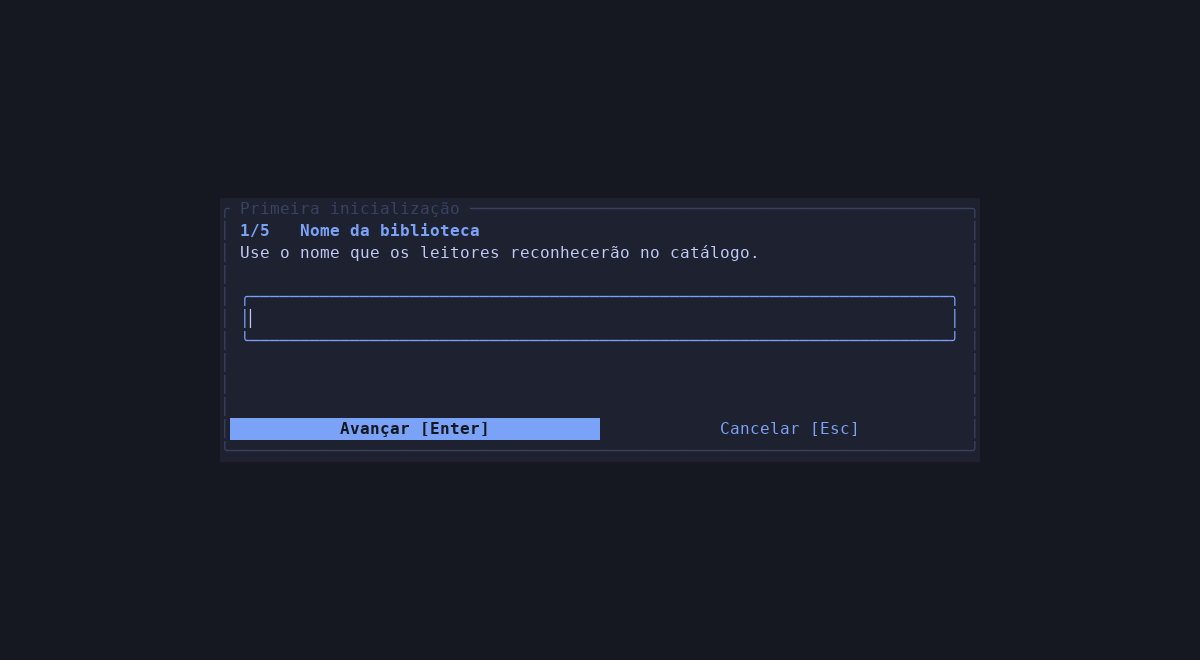 Primeira inicialização
1/5   Nome da biblioteca
Use o nome que os leitores reconhecerão no catálogo.
Avançar [Enter]
Cancelar [Esc]